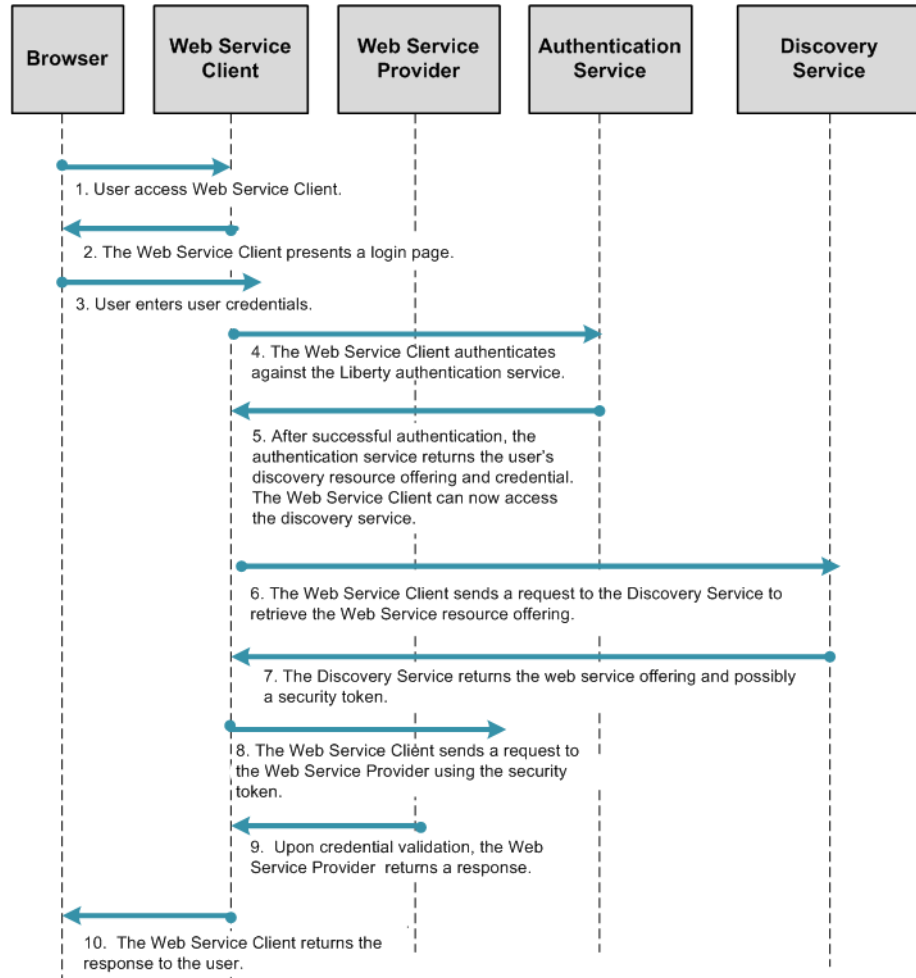 Browser
Web Service
Client
Web Service
Provider
Authentication
Service
Discovery
Service
1. User access Web Service Client.
2. The Web Service Client presents a login page.
3. User enters user credentials.
4. The Web Service Client authenticates
against the Liberty authentication service.
5. After successful authentication, the
authentication service returns the user's
discovery resource offering and credential.
The Web Service Client can now access
the discovery service.
6. The Web Service Client sends a request to the Discovery Service to
retrieve the Web Service resource offering.
7. The Discovery Service returns the web service offering and possibly
a security token.
8. The Web Service Client sends a request to
the Web Service Provider using the security
token.
9. Upon credential validation, the Web
Service Provider returns a response.
10. The Web Service Client returns the
response to the user.